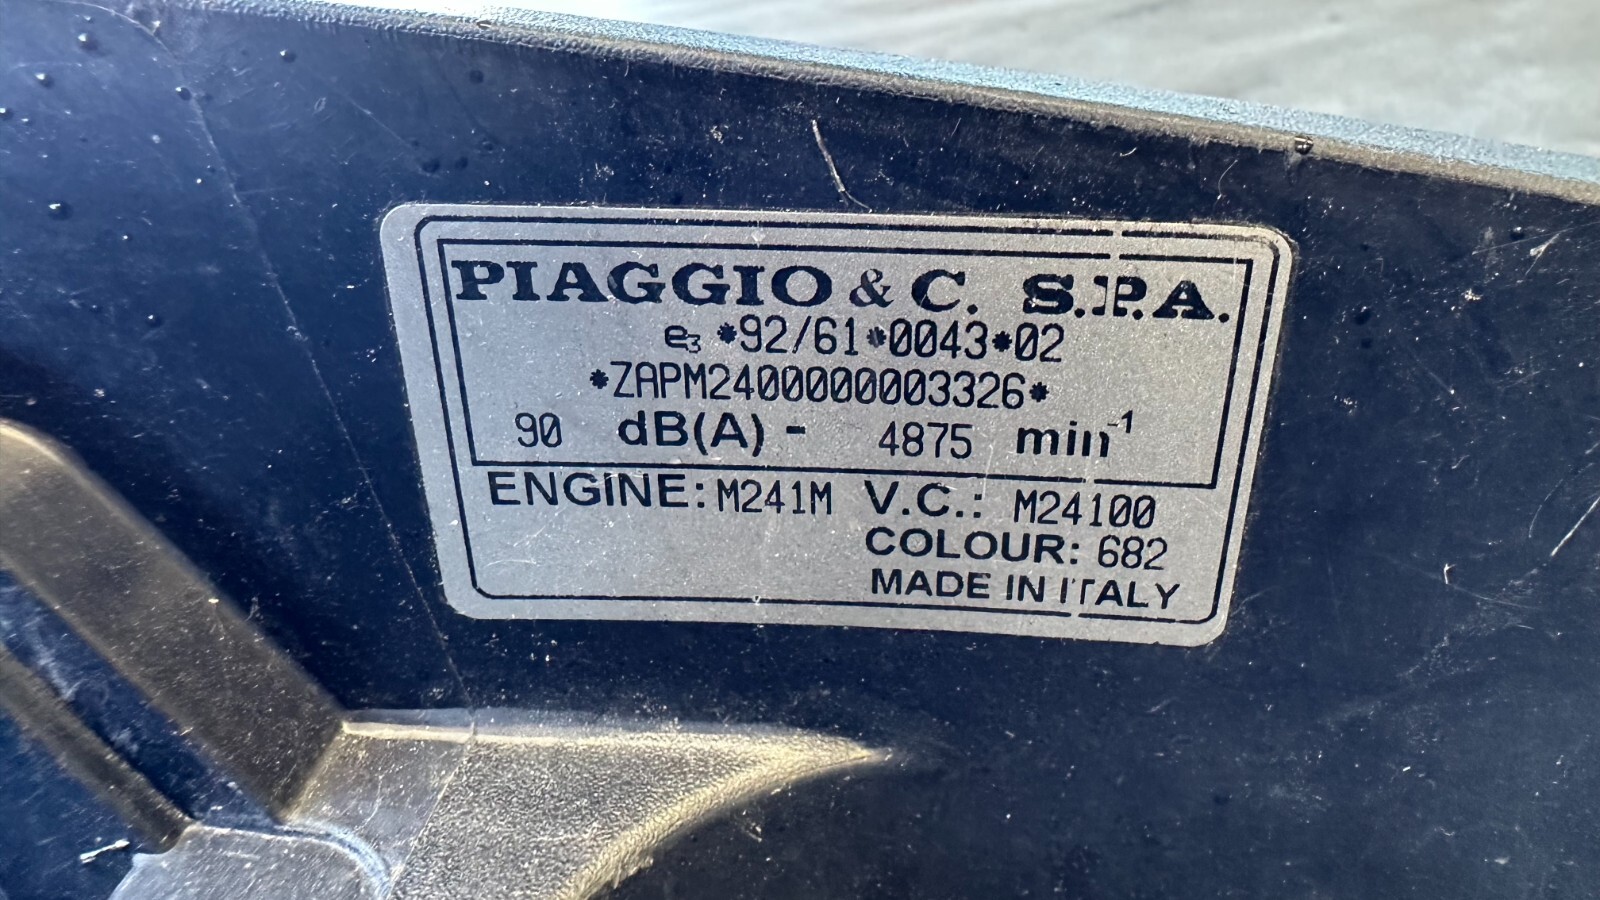 PIAGGIO & C. S.P.A.
e3 *92/61*0043*02
*ZAPM2400000003326*
90 dB(A) - 4875 min-1
ENGINE: M241M V.C.: M24100
COLOUR: 682
MADE IN ITALY